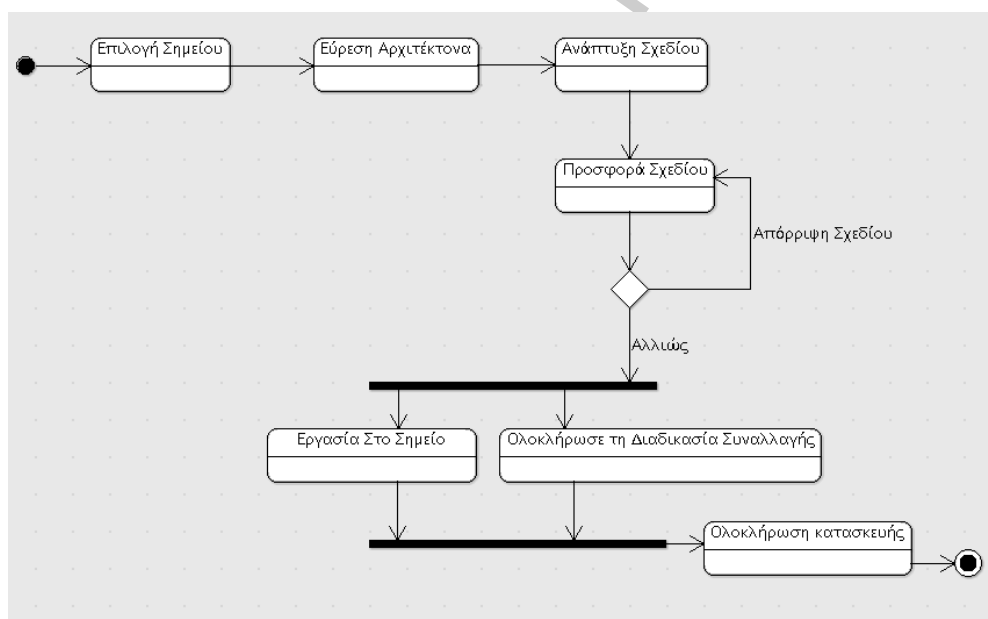 Επιλογή Σημείου
Εύρεση Αρχιτέκτονα
Ανάπτυξη Σχεδίου
Προσφορά Σχεδίου
Απόρριψη Σχεδίου
Αλλιώς
Εργασία Στο Σημείο
Ολοκλήρωσε τη Διαδικασία Συναλλαγής
Ολοκλήρωση κατασκευής